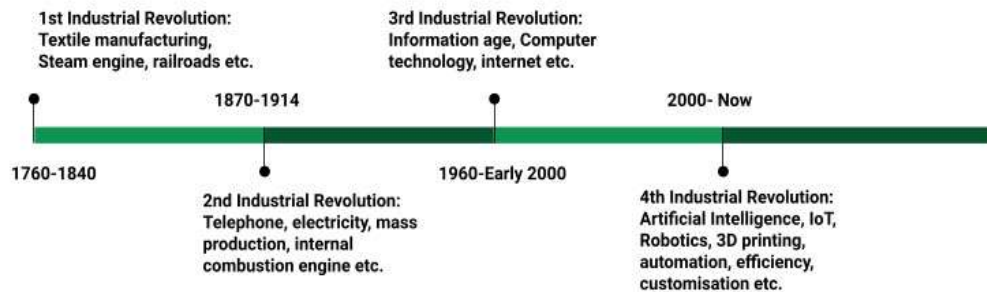 1st Industrial Revolution:
Textile manufacturing,
Steam engine, railroads etc.
3rd Industrial Revolution:
Information age, Computer
technology, internet etc.
1870-1914
2000- Now
1760-1840
1960-Early 2000
2nd Industrial Revolution:
Telephone, electricity, mass
production, internal
combustion engine etc.
4th Industrial Revolution:
Artificial Intelligence, IoT,
Robotics, 3D printing,
automation, efficiency,
customisation etc.